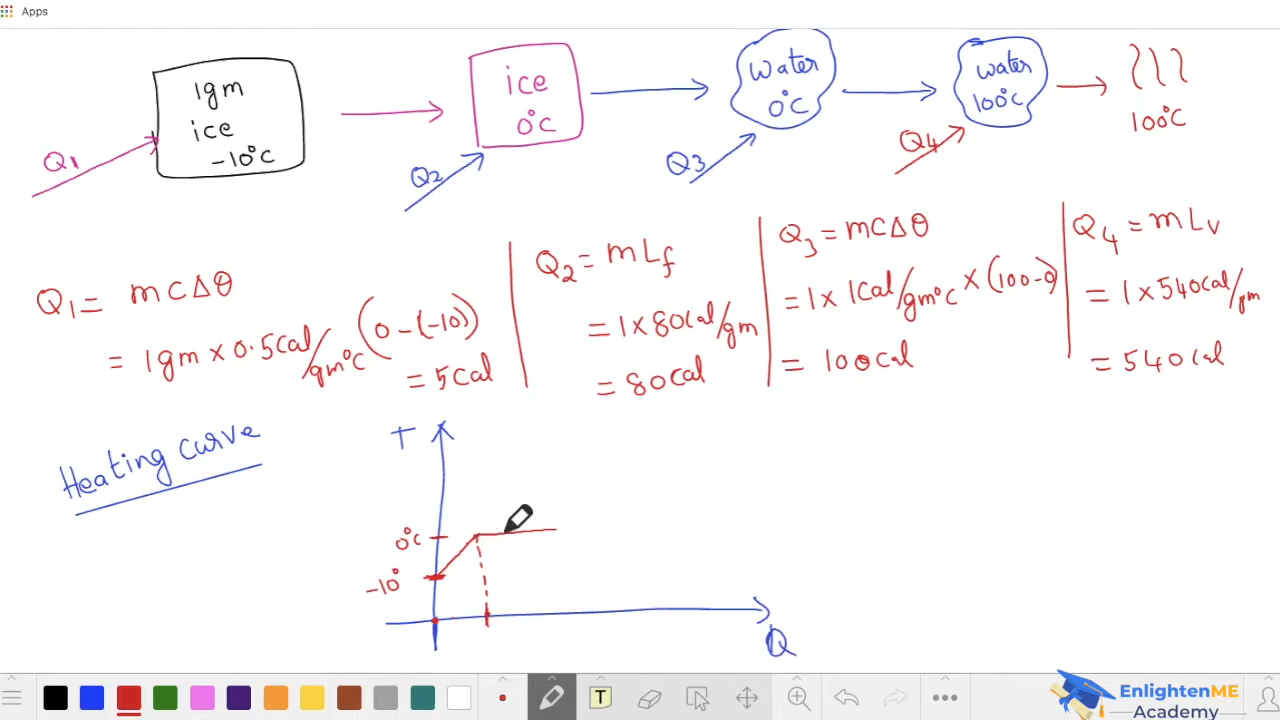 Apps
1gm
ice
-10°C
ice
0°C
Water
0°C
water
100°C
100°C
Q1
Q2
Q3
Q4
Q1 = mCΔθ
= 1gm × 0.5Cal/gm°C (0-(-10))
= 5Cal
Q2 = mLf
= 1 × 80Cal/gm
= 80Cal
Q3 = mCΔθ
= 1 × 1Cal/gm°C × (100-0)
= 100Cal
Q4 = mLv
= 1 × 540Cal/gm
= 540Cal
Heating curve
T
0°C
-10°
Q
T
EnlightenME
Academy